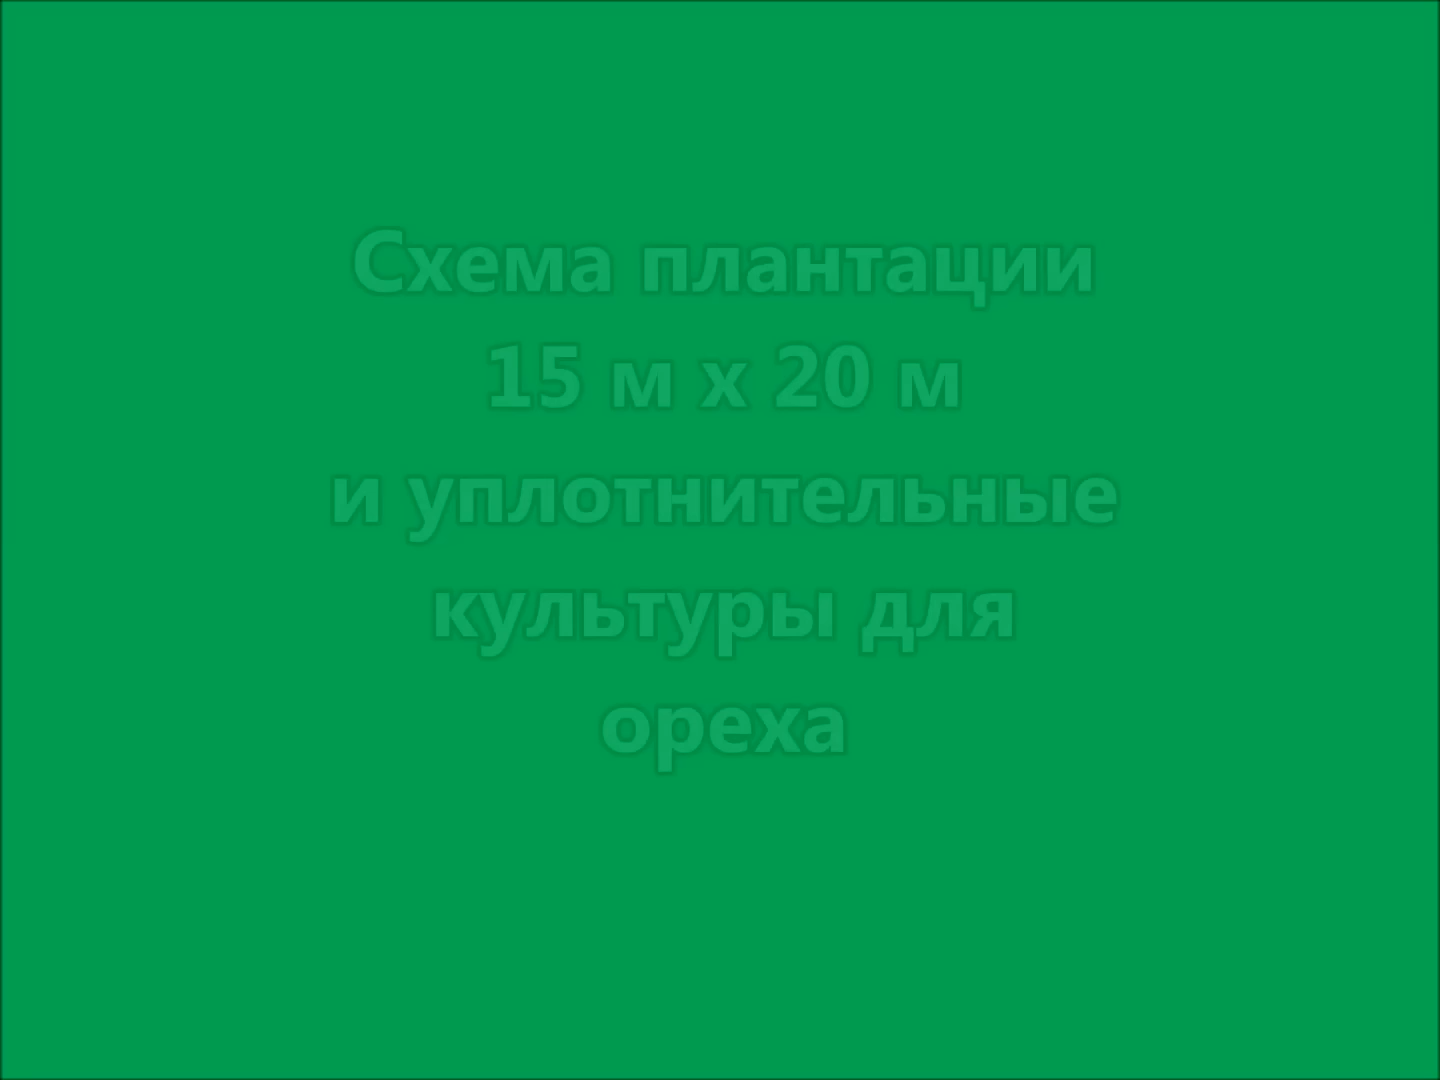 Схема плантации
15 м х 20 м
и уплотнительные
культуры для
ореха